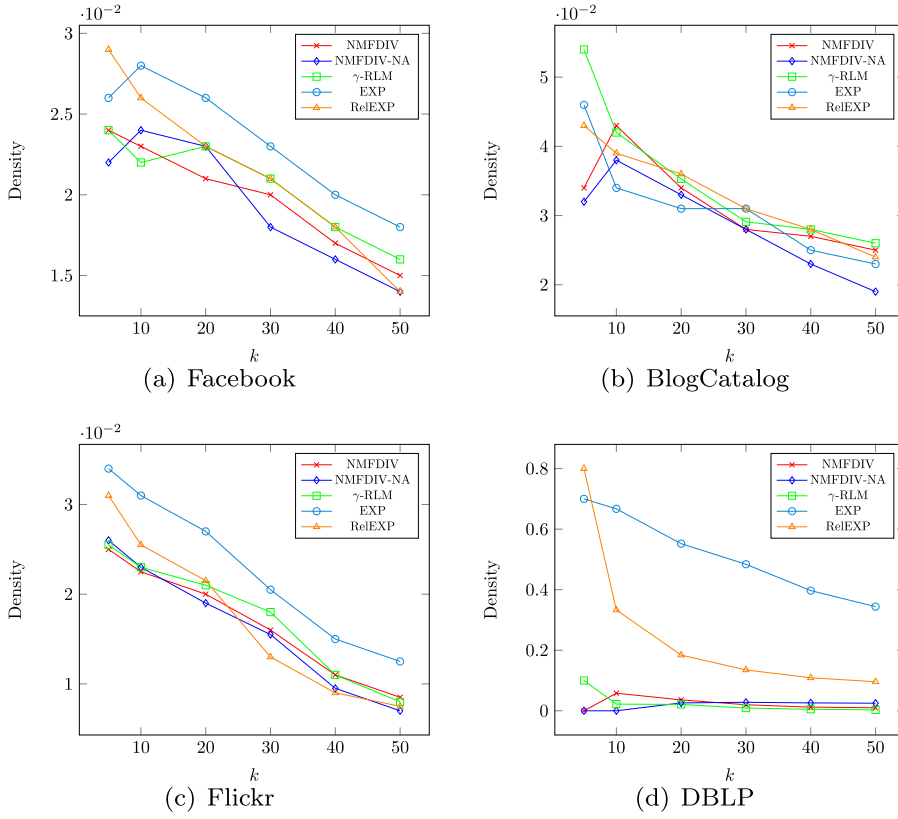 ·10−2
3
2.5
2
1.5
Density
NMFDIV
NMFDIV-NA
γ-RLM
EXP
RelEXP
10 20 30 40 50
k
(a) Facebook
·10−2
5
4
3
2
Density
NMFDIV
NMFDIV-NA
γ-RLM
EXP
RelEXP
10 20 30 40 50
k
(b) BlogCatalog
·10−2
3
2
1
Density
NMFDIV
NMFDIV-NA
γ-RLM
EXP
RelEXP
10 20 30 40 50
k
(c) Flickr
0.8
0.6
0.4
0.2
0
Density
NMFDIV
NMFDIV-NA
γ-RLM
EXP
RelEXP
10 20 30 40 50
k
(d) DBLP